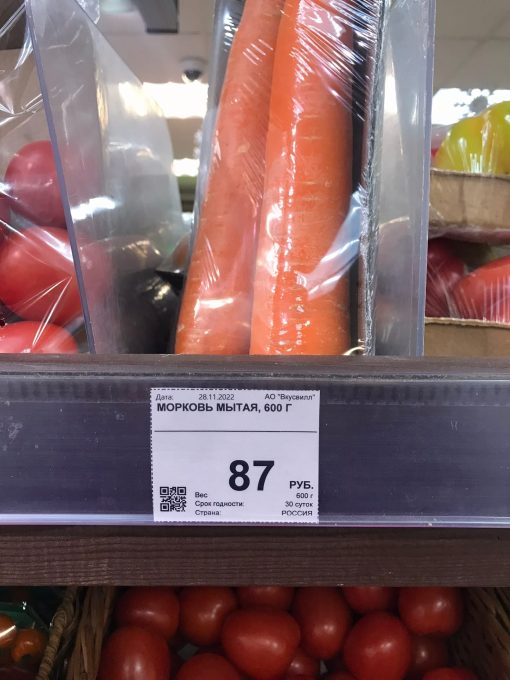 Дата: 28.11.2022 АО "Вкусвилл"
МОРКОВЬ МЫТАЯ, 600 Г
87 РУБ.
Вес 600 г
Срок годности: 30 суток
Страна: РОССИЯ